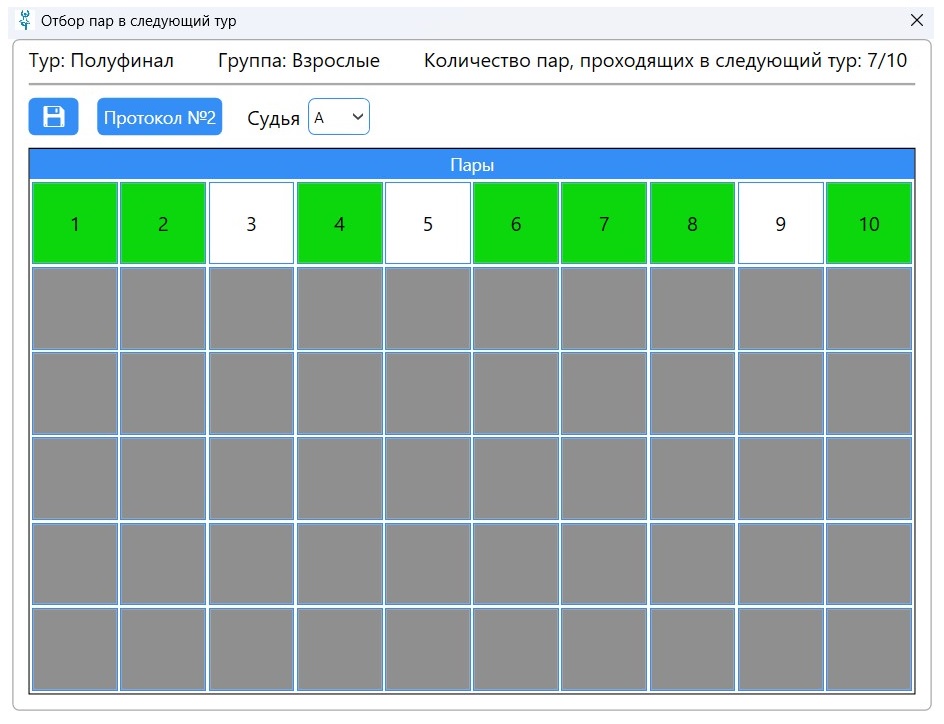 Отбор пар в следующий тур
Тур: Полуфинал Группа: Взрослые Количество пар, проходящих в следующий тур: 7/10
Протокол №2 Судья A
Пары
1 2 3 4 5 6 7 8 9 10